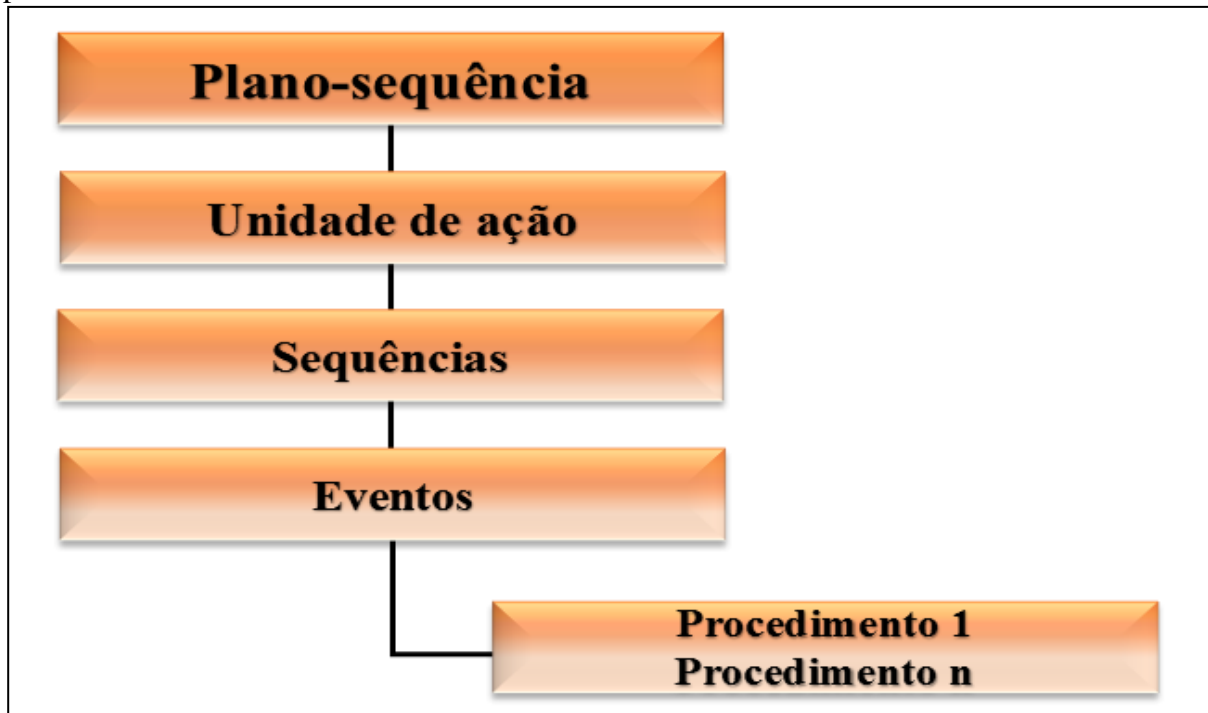 Plano-sequência
Unidade de ação
Sequências
Eventos
Procedimento 1
Procedimento n